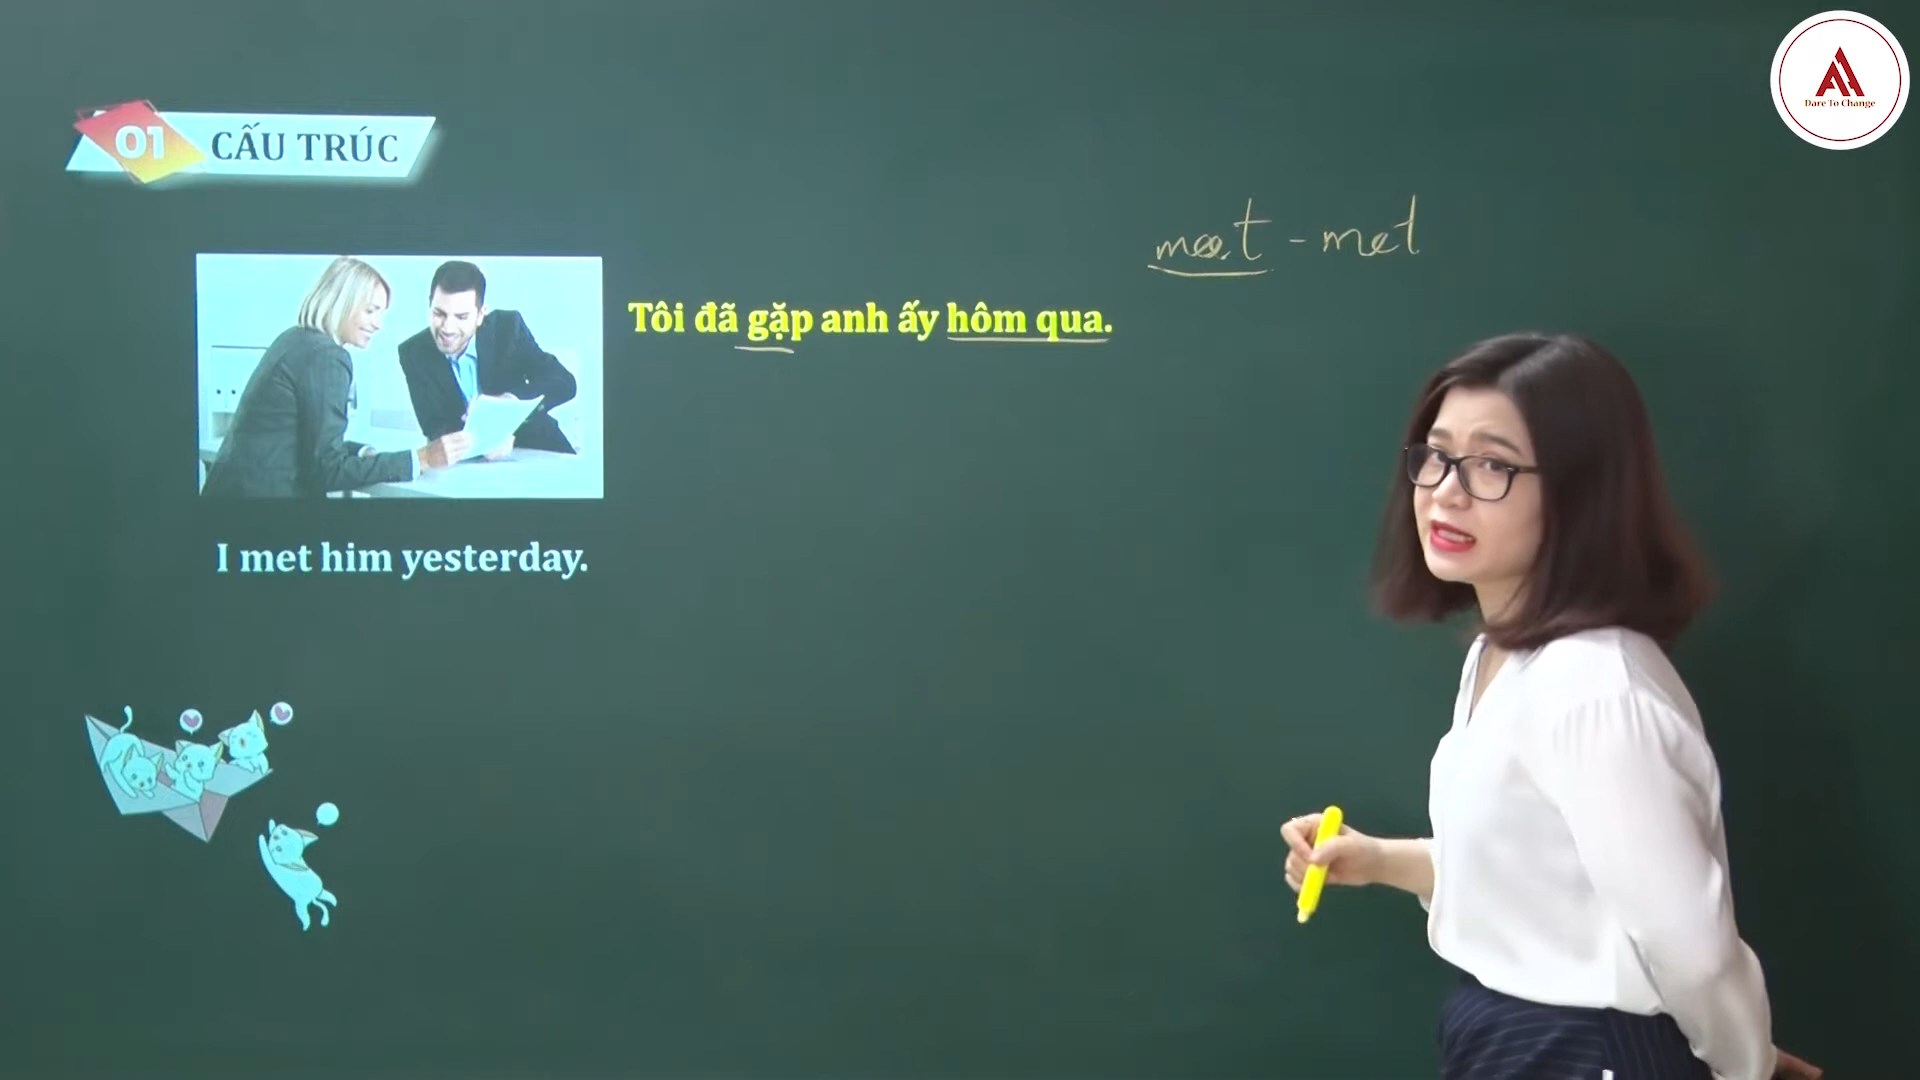 Dare To Change
01 CẤU TRÚC
meet - met
Tôi đã gặp anh ấy hôm qua.
I met him yesterday.